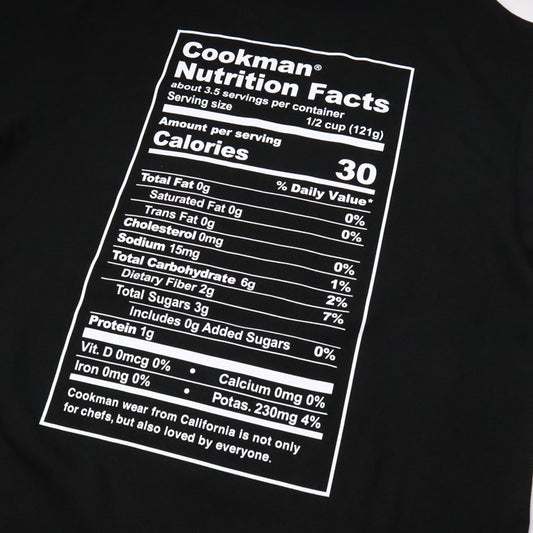 Cookman®
Nutrition Facts
about 3.5 servings per container
Serving size 1/2 cup (121g)
Amount per serving
Calories 30
% Daily Value*
Total Fat 0g 0%
Saturated Fat 0g 0%
Trans Fat 0g
Cholesterol 0mg 0%
Sodium 15mg 1%
Total Carbohydrate 6g 2%
Dietary Fiber 2g 7%
Total Sugars 3g
Includes 0g Added Sugars 0%
Protein 1g
Vit. D 0mcg 0% • Calcium 0mg 0%
Iron 0mg 0% • Potas. 230mg 4%
Cookman wear from California is not only
for chefs, but also loved by everyone.